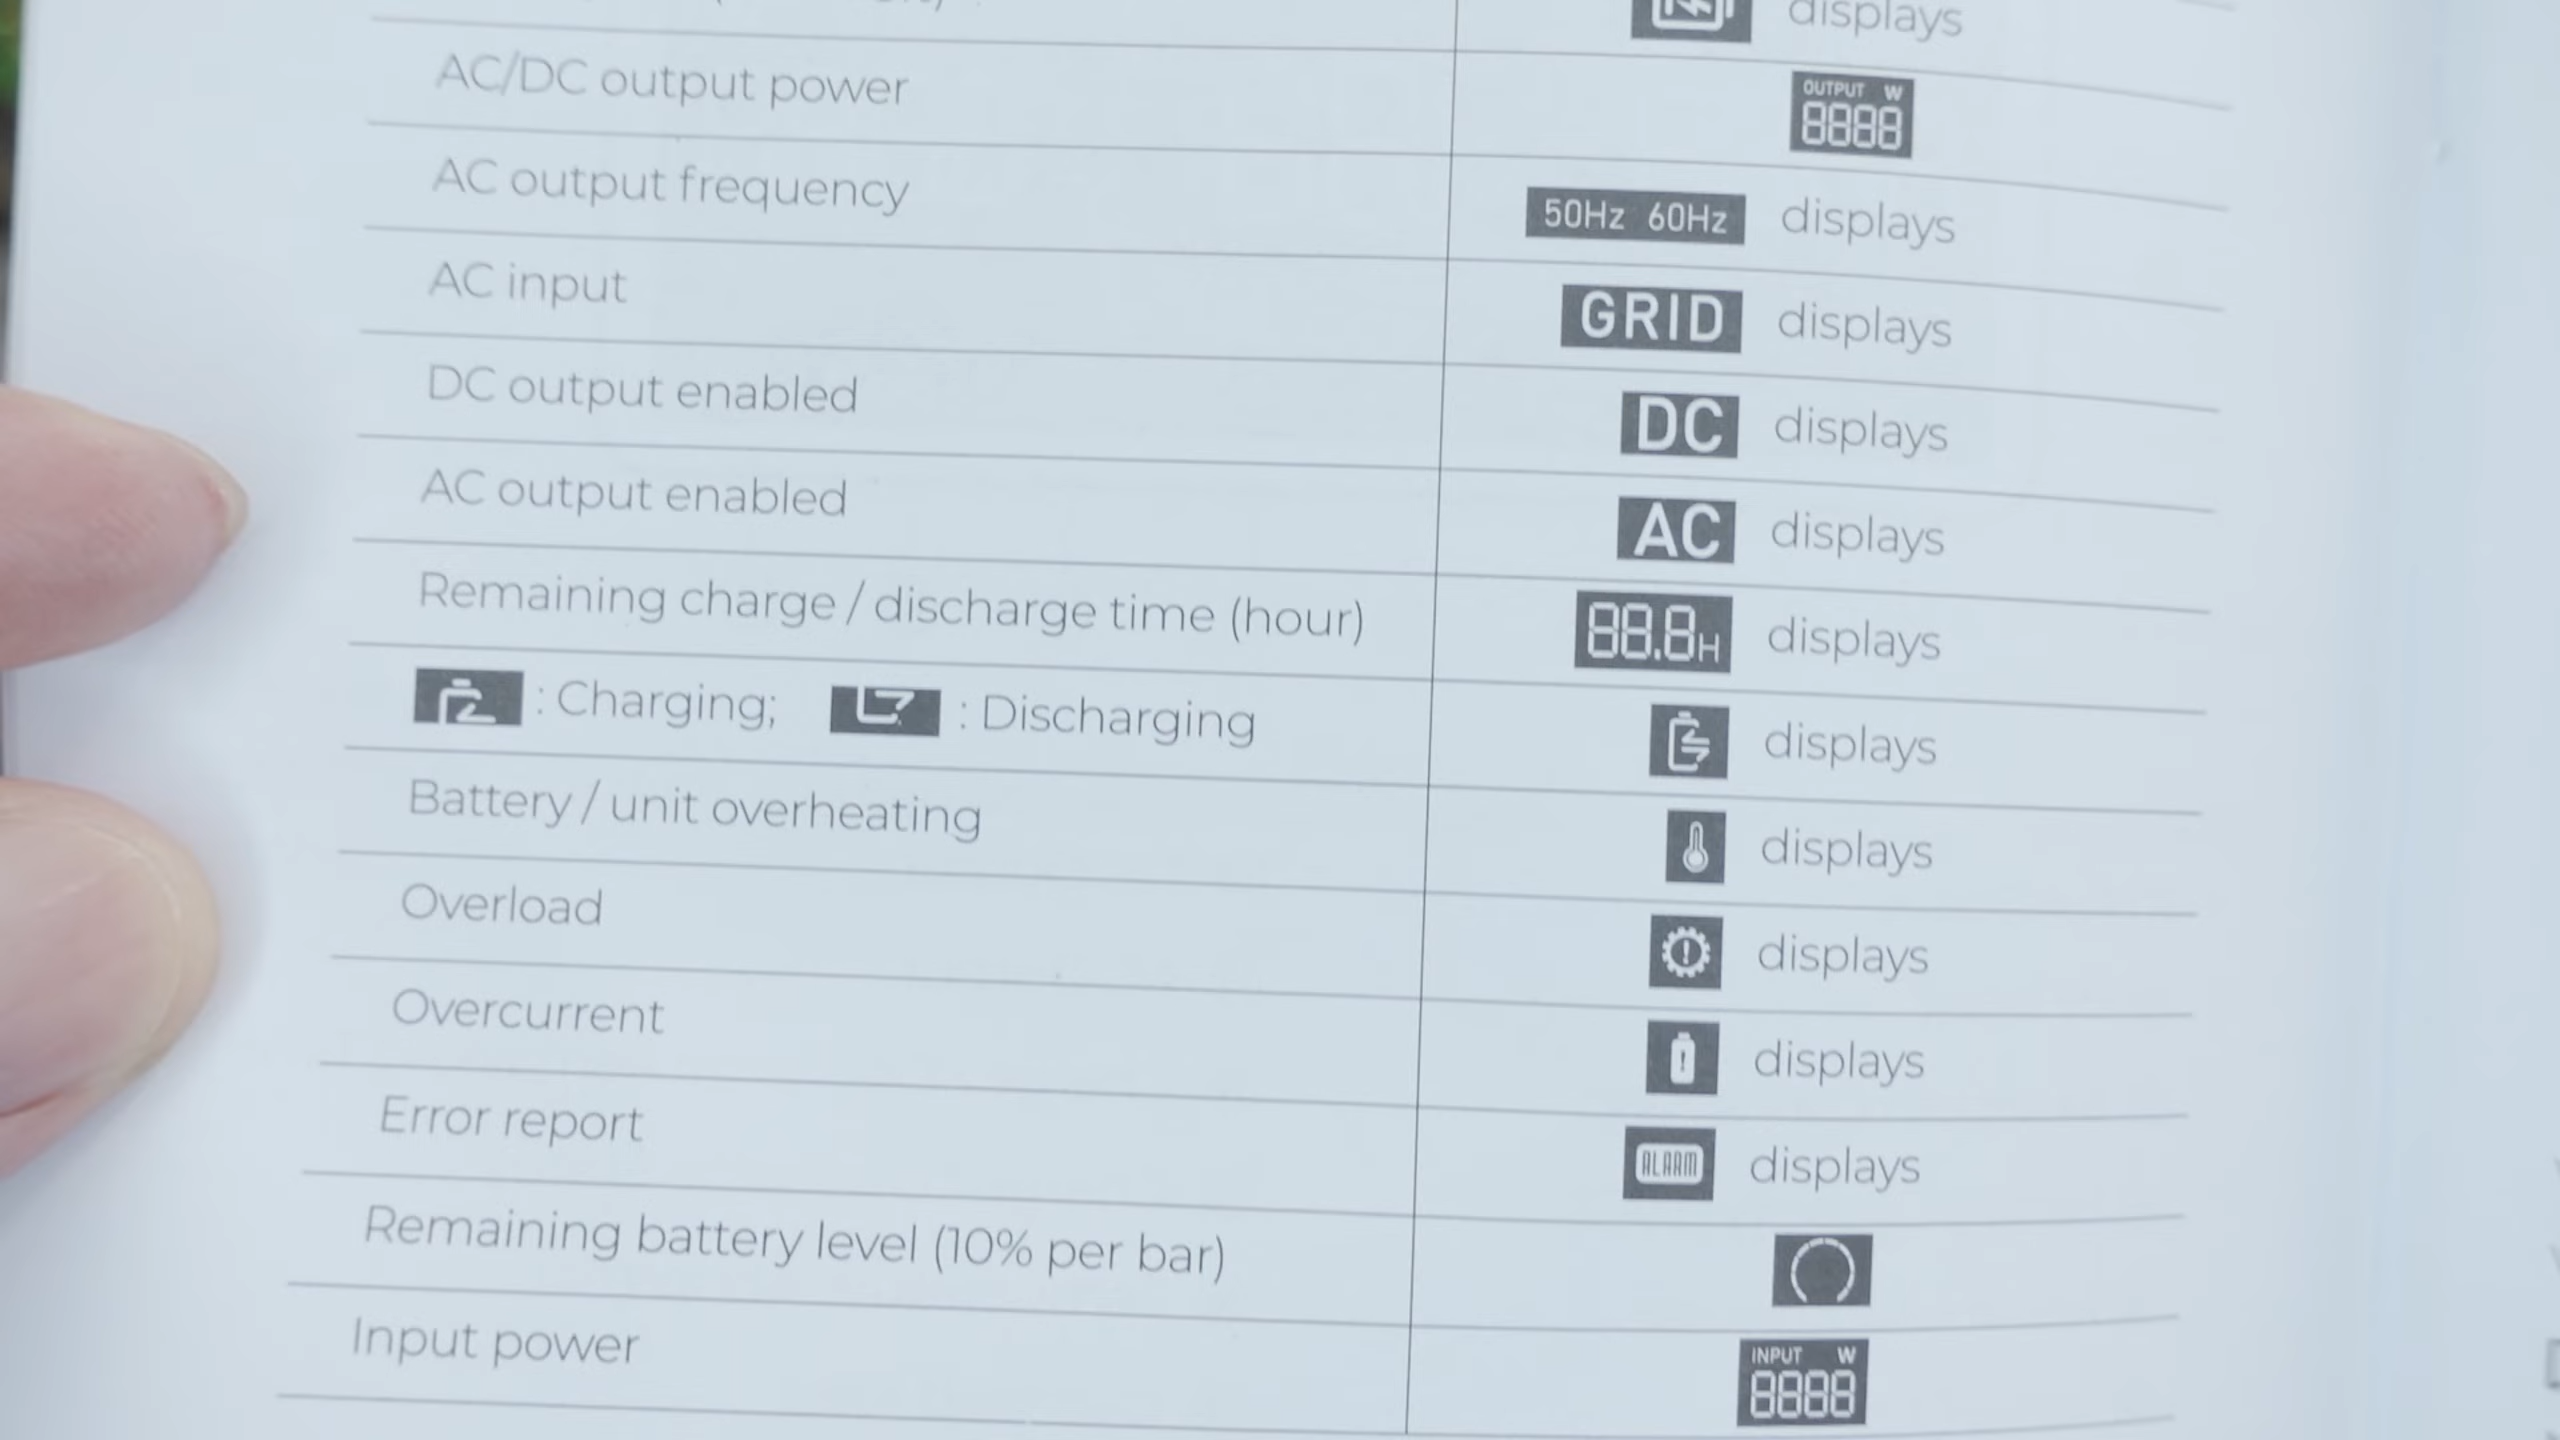 displays
AC/DC output power
OUTPUT W
8888
AC output frequency
50Hz 60Hz displays
AC input
GRID displays
DC output enabled
DC displays
AC output enabled
AC displays
Remaining charge / discharge time (hour)
88.8H displays
: Charging; : Discharging
displays
Battery / unit overheating
displays
Overload
! displays
Overcurrent
! displays
Error report
ALARM displays
Remaining battery level (10% per bar)
Input power
INPUT W
8888